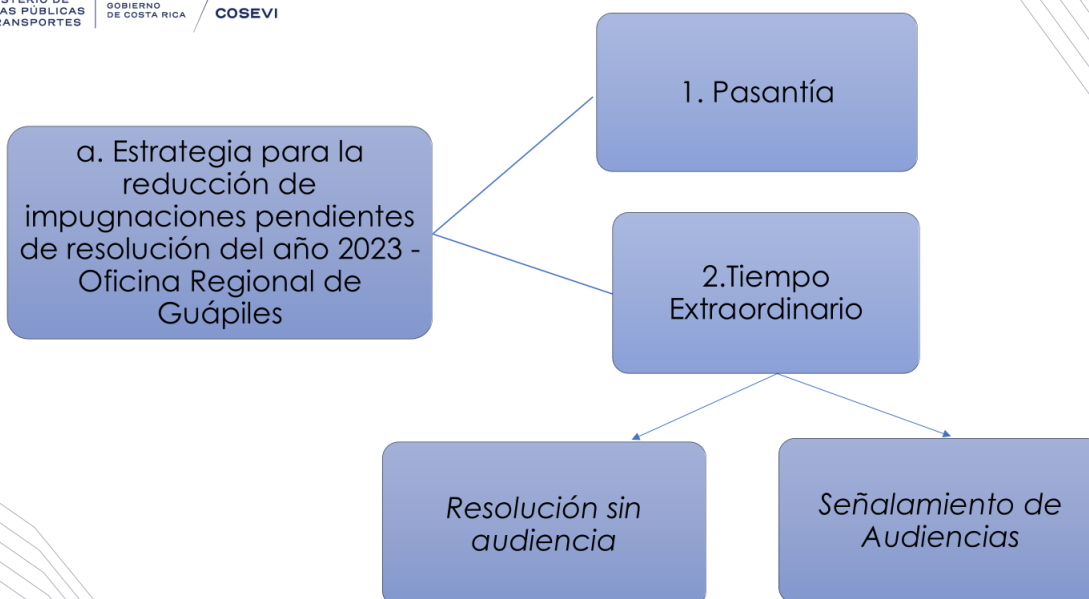 AS PÚBLICAS
RANSPORTES
GOBIERNO
DE COSTA RICA
COSEVI
1. Pasantía
a. Estrategia para la
reducción de
impugnaciones pendientes
de resolución del año 2023 -
Oficina Regional de
Guápiles
2.Tiempo
Extraordinario
Resolución sin
audiencia
Señalamiento de
Audiencias